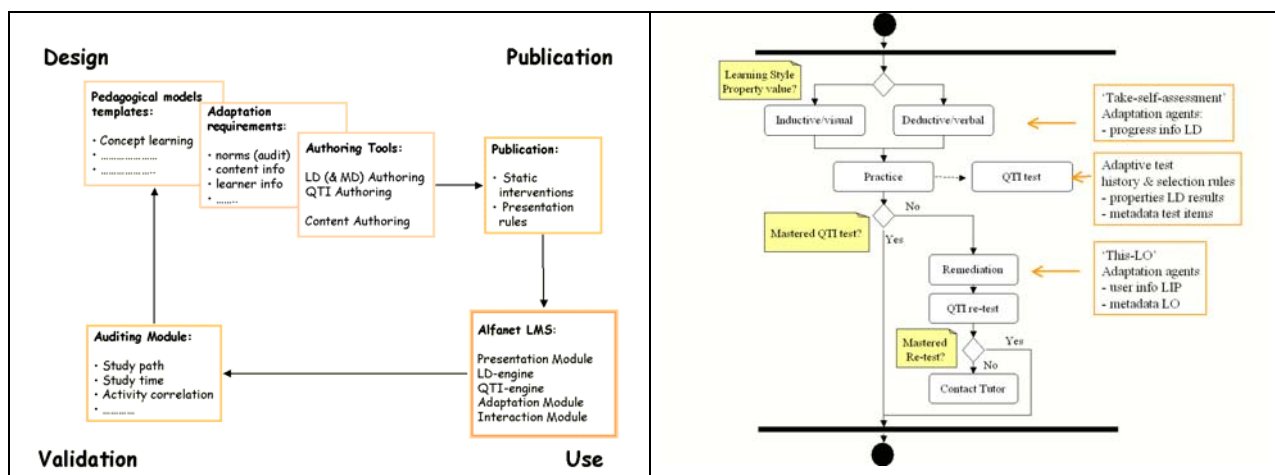 Design
Publication
Pedagogical models
templates:
• Concept learning
• …………………
• ………………..
Adaptation
requirements:
• norms (audit)
• content info
• learner info
• ……..
Authoring Tools:
LD (& MD) Authoring
QTI Authoring
Content Authoring
Publication:
• Static
interventions
• Presentation
rules
Auditing Module:
• Study path
• Study time
• Activity correlation
• …………
Alfanet LMS:
Presentation Module
LD-engine
QTI-engine
Adaptation Module
Interaction Module
Validation
Use
Learning Style
Property value?
Inductive/visual
Deductive/verbal
'Take-self-assessment'
Adaptation agents:
- progress info LD
Practice
QTI test
Adaptive test
history & selection rules
- properties LD results
- metadata test items
No
Mastered QTI test?
Yes
Remediation
'This-LO'
Adaptation agents
- user info LIP
- metadata LO
QTI re-test
Mastered
Re-test?
Yes
No
Contact Tutor